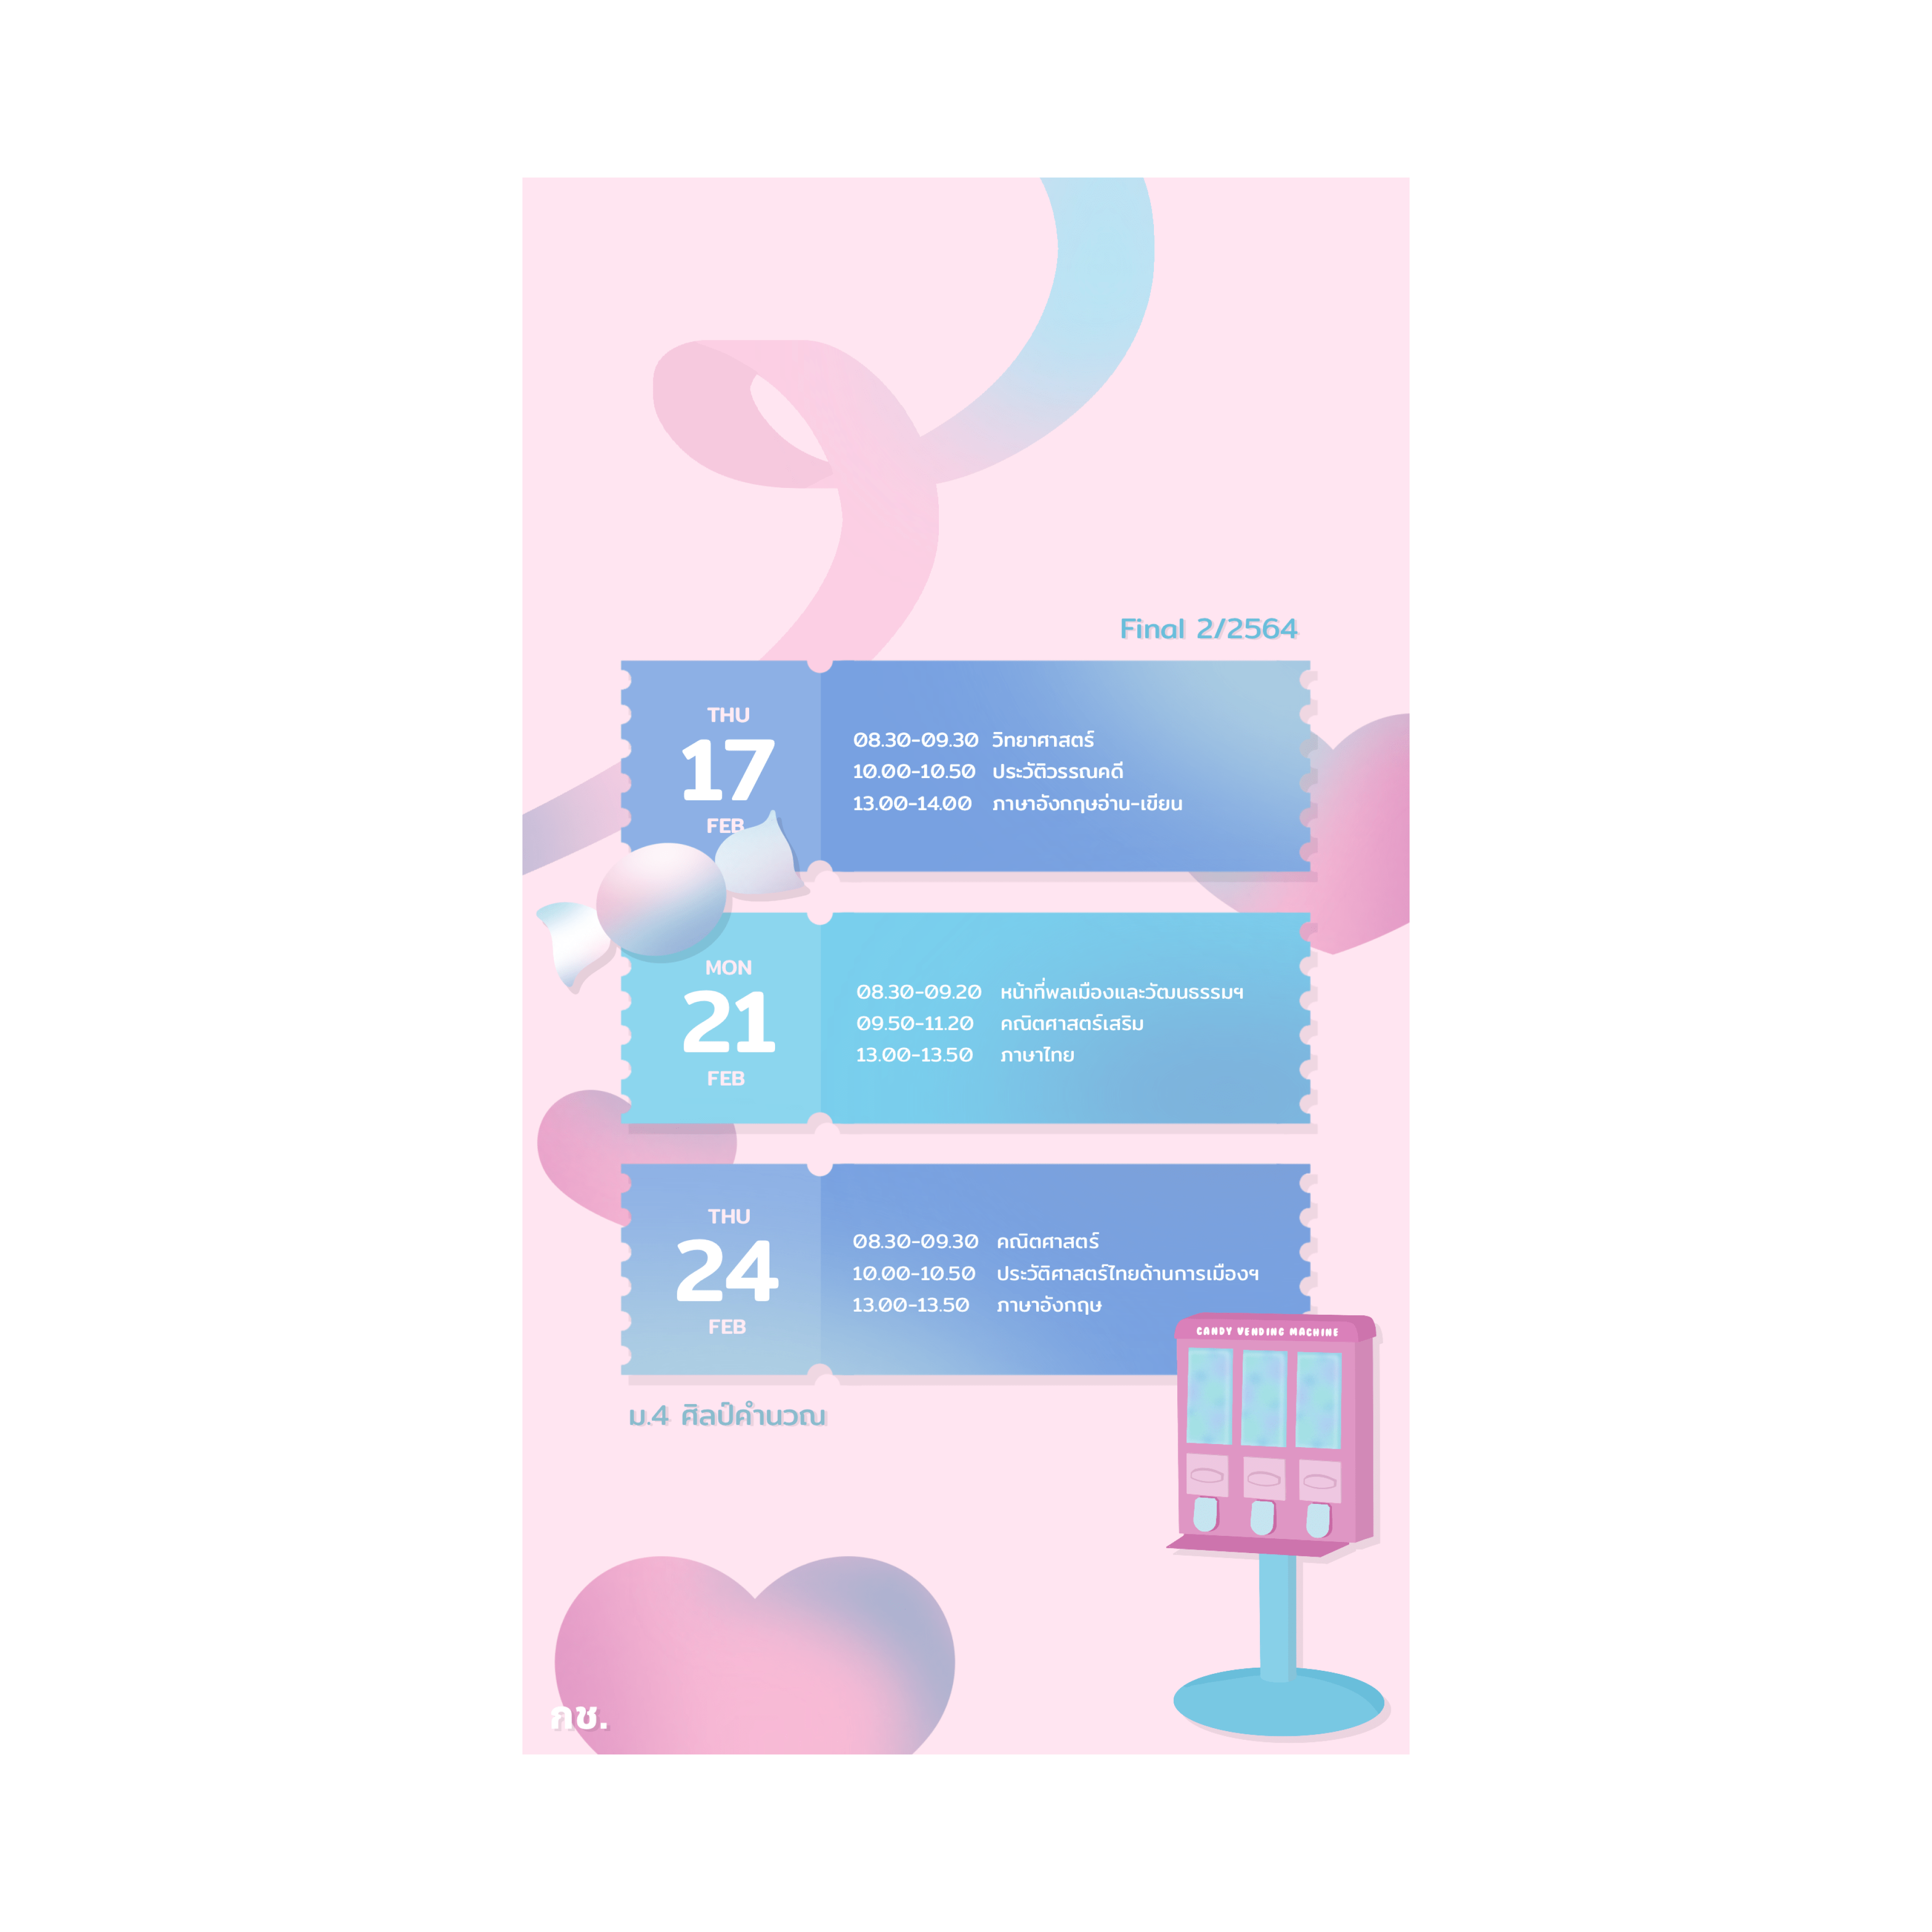 Final 2/2564
THU
17
FEB
08.30-09.30 วิทยาศาสตร์
10.00-10.50 ประวัติวรรณคดี
13.00-14.00 ภาษาอังกฤษอ่าน-เขียน
MON
21
FEB
08.30-09.20 หน้าที่พลเมืองและวัฒนธรรมฯ
09.50-11.20 คณิตศาสตร์เสริม
13.00-13.50 ภาษาไทย
THU
24
FEB
08.30-09.30 คณิตศาสตร์
10.00-10.50 ประวัติศาสตร์ไทยด้านการเมืองฯ
13.00-13.50 ภาษาอังกฤษ
CANDY VENDING MACHINE
ม.4 ศิลป์คำนวณ
กช.